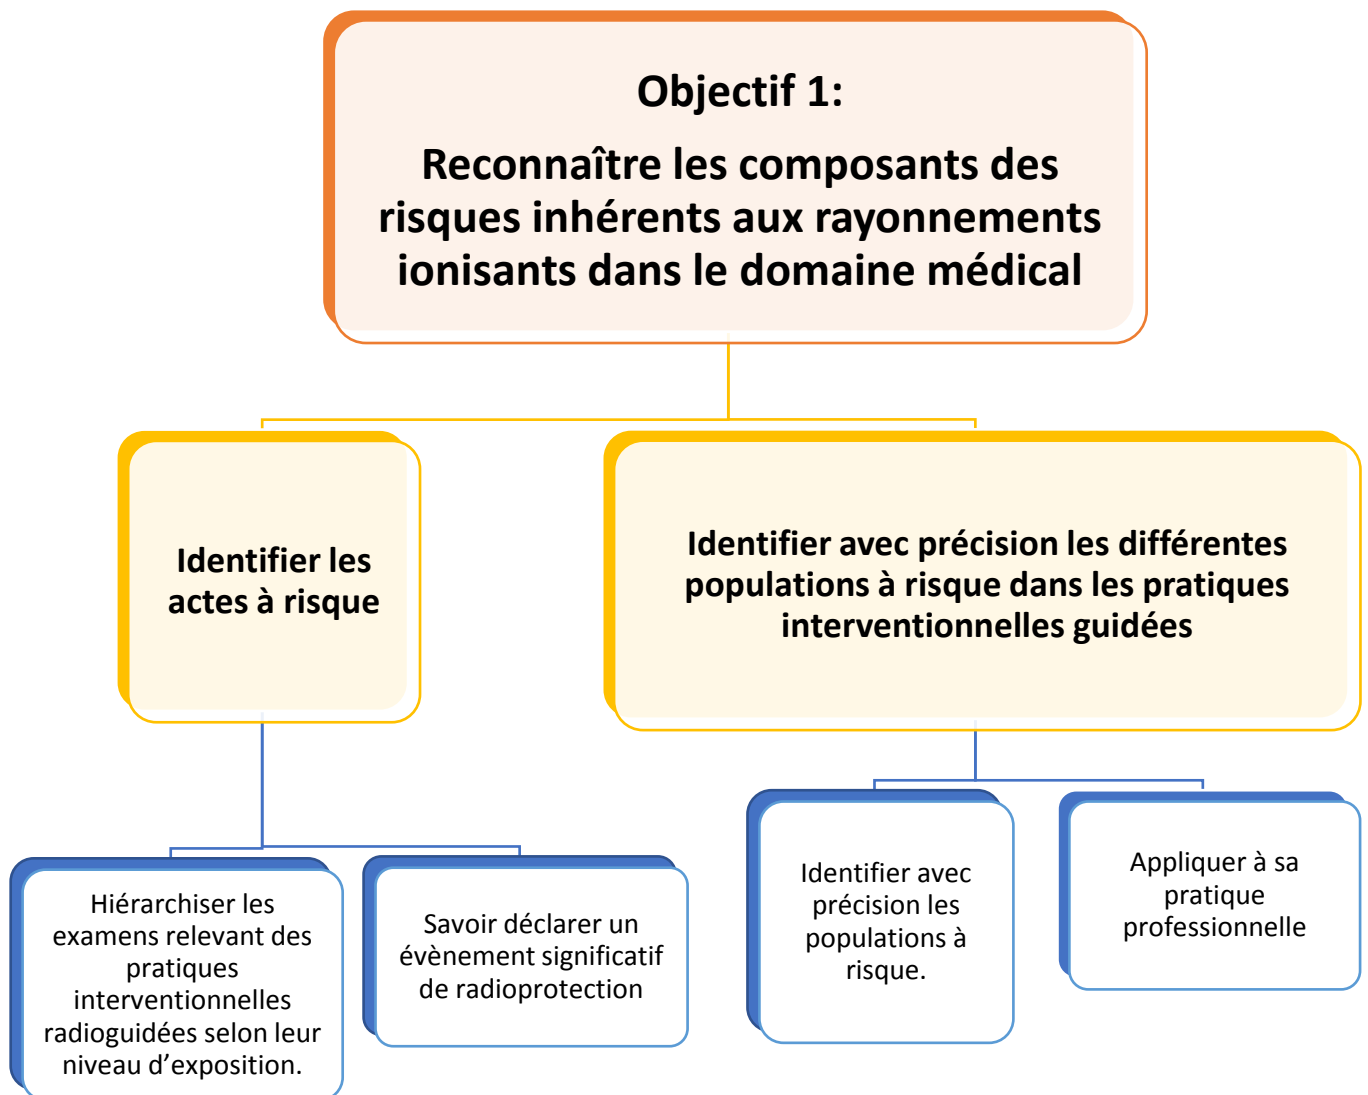 Objectif 1:
Reconnaître les composants des
risques inhérents aux rayonnements
ionisants dans le domaine médical
Identifier les
actes à risque
Identifier avec précision les différentes
populations à risque dans les pratiques
interventionnelles guidées
Hiérarchiser les
examens relevant des
pratiques
interventionnelles
radioguidées selon leur
niveau d’exposition.
Savoir déclarer un
évènement significatif
de radioprotection
Identifier avec
précision les
populations à
risque.
Appliquer à sa
pratique
professionnelle